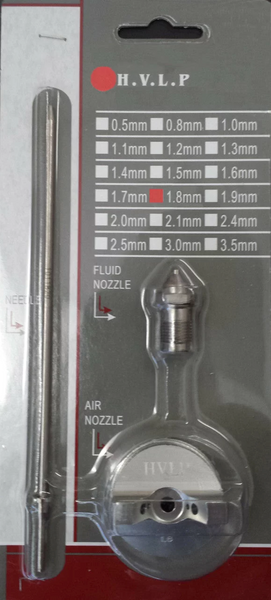 H.V.L.P
0.5mm 0.8mm 1.0mm
1.1mm 1.2mm 1.3mm
1.4mm 1.5mm 1.6mm
1.7mm 1.8mm 1.9mm
2.0mm 2.1mm 2.4mm
2.5mm 3.0mm 3.5mm
FLUID
NOZZLE
NEEDLE
AIR
NOZZLE
HVLP